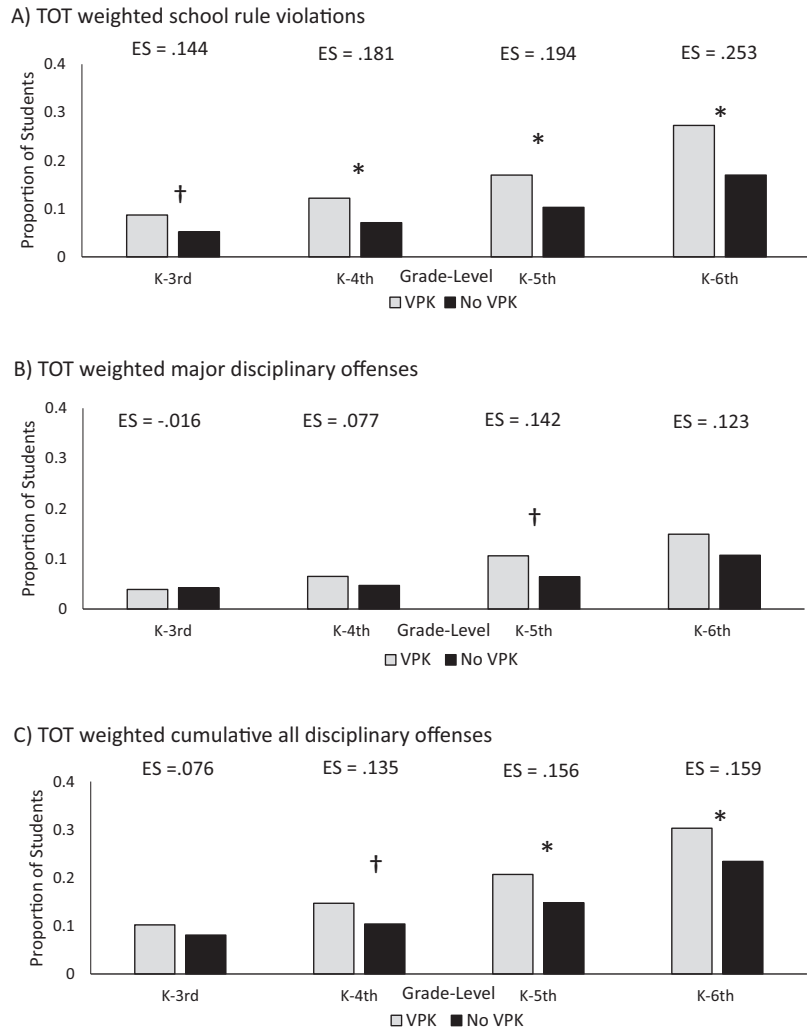 A) TOT weighted school rule violations
ES = .144 ES = .181 ES = .194 ES = .253
0.4
0.3
0.2
0.1
0
Proportion of Students
† * * *
K-3rd K-4th Grade-Level K-5th K-6th
VPK No VPK
B) TOT weighted major disciplinary offenses
ES = -.016 ES = .077 ES = .142 ES = .123
0.4
0.3
0.2
0.1
0
Proportion of Students
†
K-3rd K-4th Grade-Level K-5th K-6th
VPK No VPK
C) TOT weighted cumulative all disciplinary offenses
ES =.076 ES = .135 ES = .156 ES = .159
0.4
0.3
0.2
0.1
0
Proportion of Students
† * *
K-3rd K-4th Grade-Level K-5th K-6th
VPK No VPK